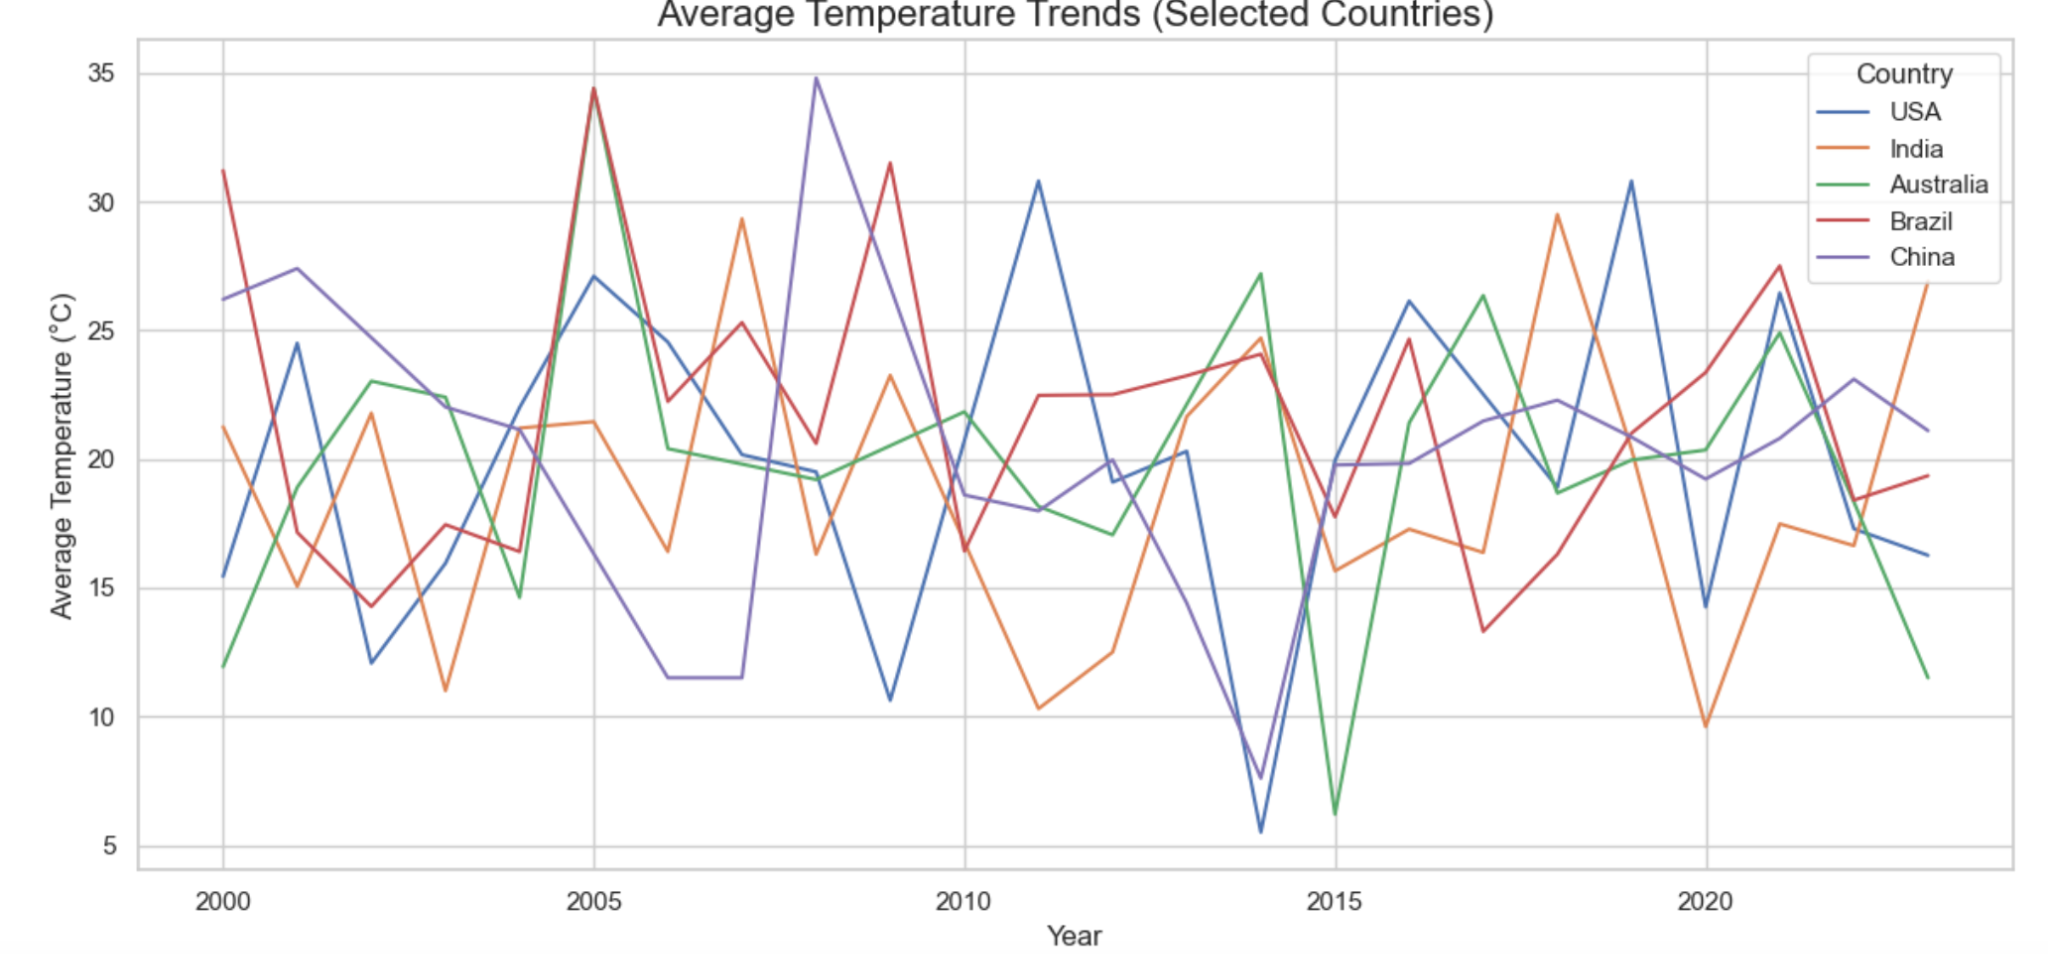 Average Temperature Trends (Selected Countries)
35
30
25
20
15
10
5
Average Temperature (°C)
Country
USA
India
Australia
Brazil
China
2000 2005 2010 2015 2020
Year